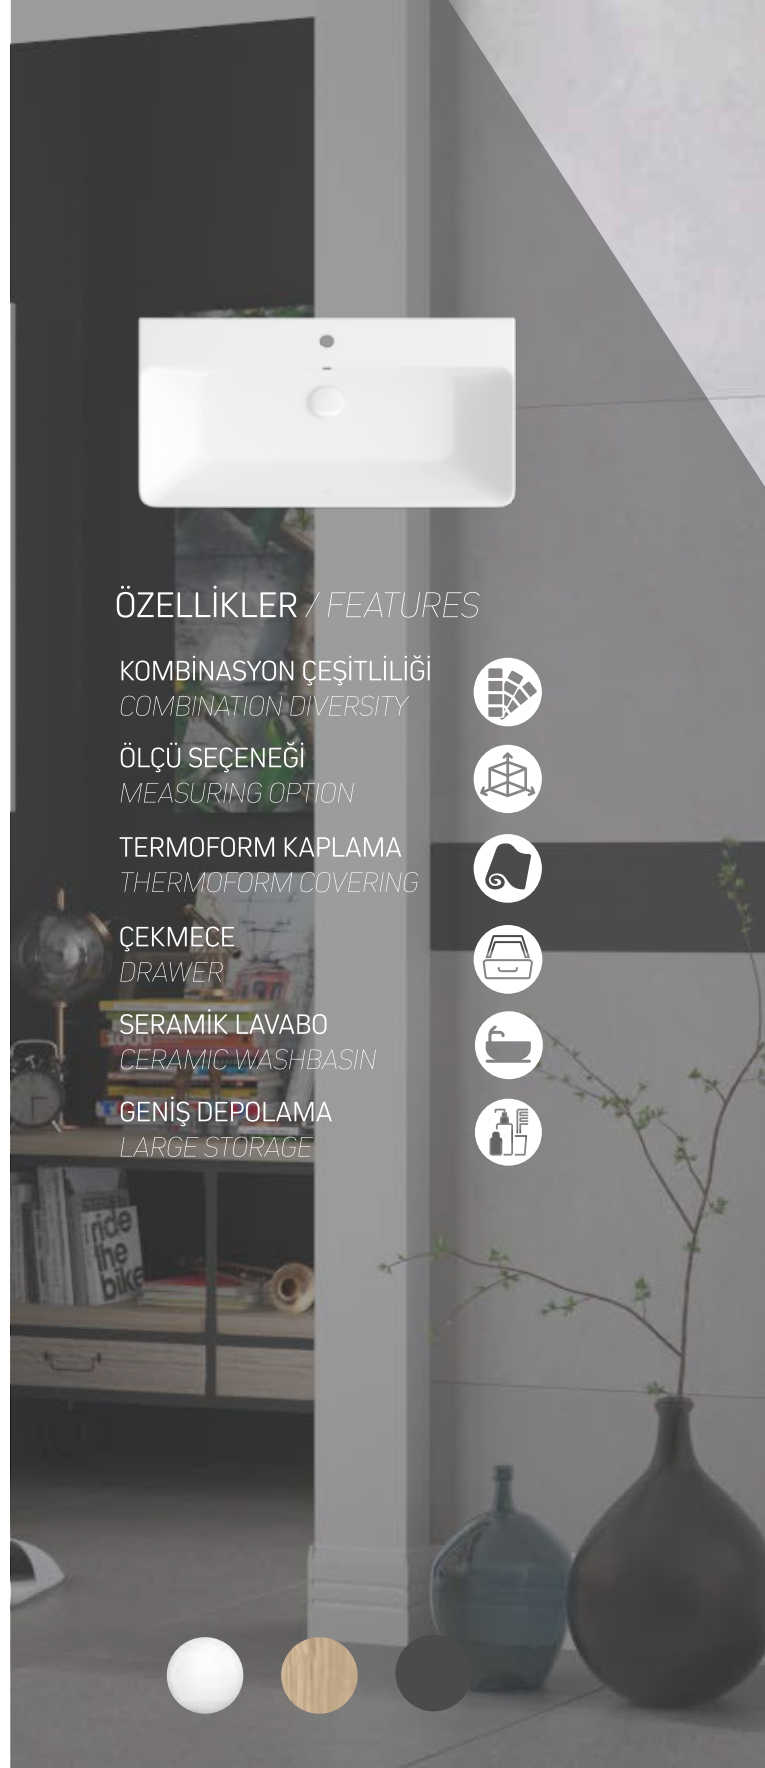 ÖZELLİKLER / FEATURES
KOMBİNASYON ÇEŞİTLİLİĞİ
COMBINATION DIVERSITY
ÖLÇÜ SEÇENEĞİ
MEASURING OPTION
TERMOFORM KAPLAMA
THERMOFORM COVERING
ÇEKMECE
DRAWER
SERAMİK LAVABO
CERAMIC WASHBASIN
GENİŞ DEPOLAMA
LARGE STORAGE
1000
ride
the
bike